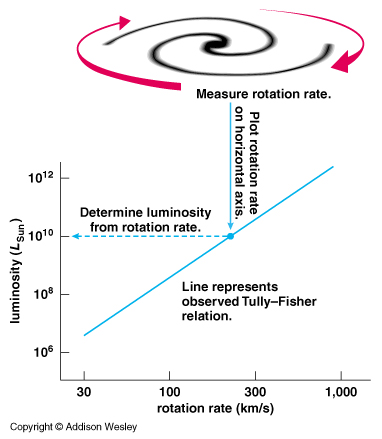 Measure rotation rate.
Plot rotation rate
on horizontal axis.
10¹²
Determine luminosity
from rotation rate.
10¹⁰
luminosity (L_Sun)
10⁸
Line represents
observed Tully–Fisher
relation.
10⁶
30 100 300 1,000
rotation rate (km/s)
Copyright © Addison Wesley